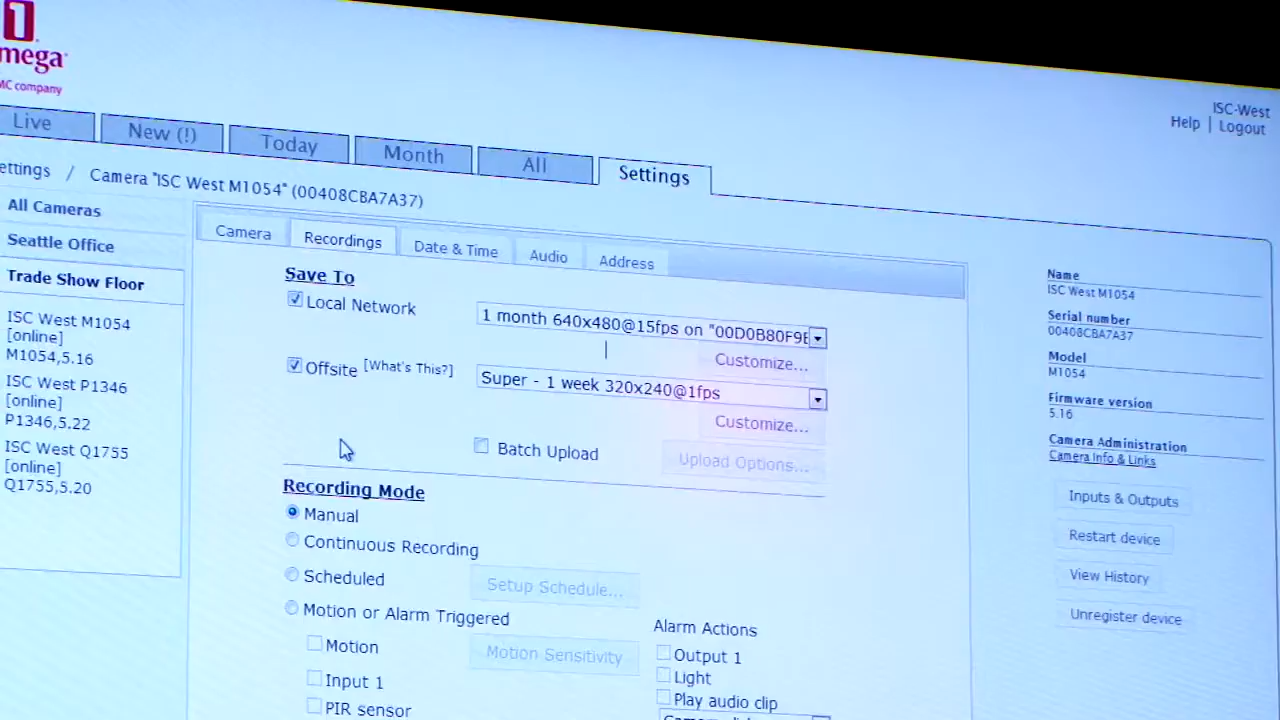 mega
MC company
ISC-West
Help | Logout
Live
New (!)
Today
Month
All
Settings
ettings / Camera "ISC West M1054" (00408CBA7A37)
All Cameras
Seattle Office
Trade Show Floor
ISC West M1054
[online]
M1054,5.16
ISC West P1346
[online]
P1346,5.22
ISC West Q1755
[online]
Q1755,5.20
Camera
Recordings
Date & Time
Audio
Address
Save To
Local Network
1 month 640x480@15fps on "00D0B80F9E
Customize...
Offsite [What's This?]
Super - 1 week 320x240@1fps
Customize...
Batch Upload
Upload Options...
Recording Mode
Manual
Continuous Recording
Scheduled
Setup Schedule...
Motion or Alarm Triggered
Motion
Motion Sensitivity
Input 1
PIR sensor
Alarm Actions
Output 1
Light
Play audio clip
Name
ISC West M1054
Serial number
00408CBA7A37
Model
M1054
Firmware version
5.16
Camera Administration
Camera Info & Links
Inputs & Outputs
Restart device
View History
Unregister device